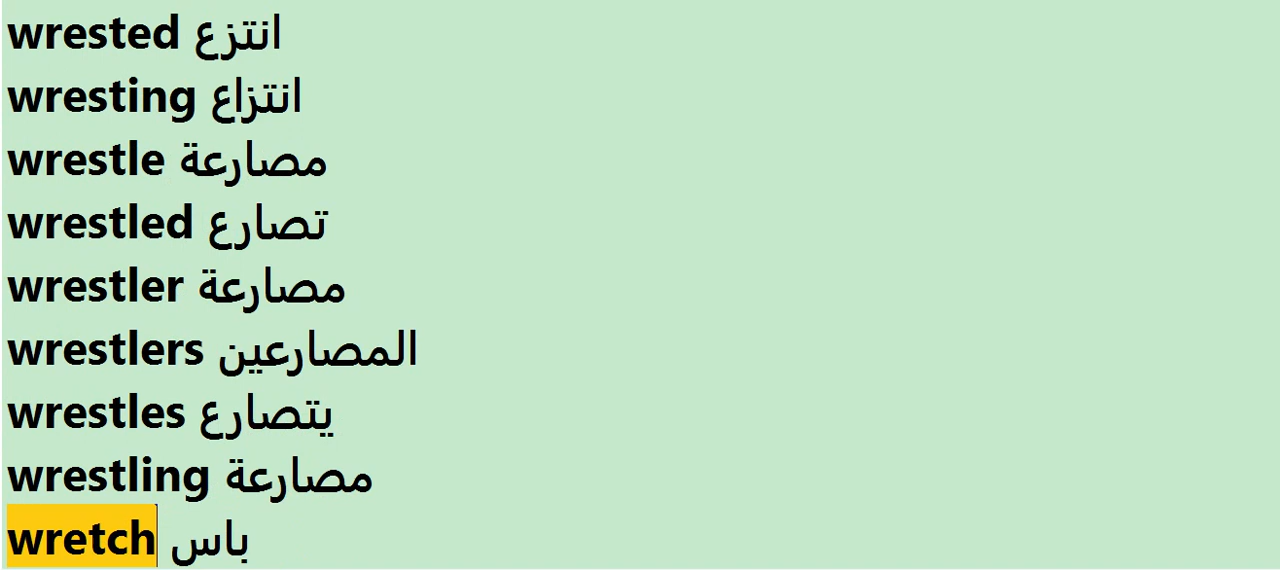 wrested انتزع
wresting انتزاع
wrestle مصارعة
wrestled تصارع
wrestler مصارعة
wrestlers المصارعين
wrestles يتصارع
wrestling مصارعة
wretch باس